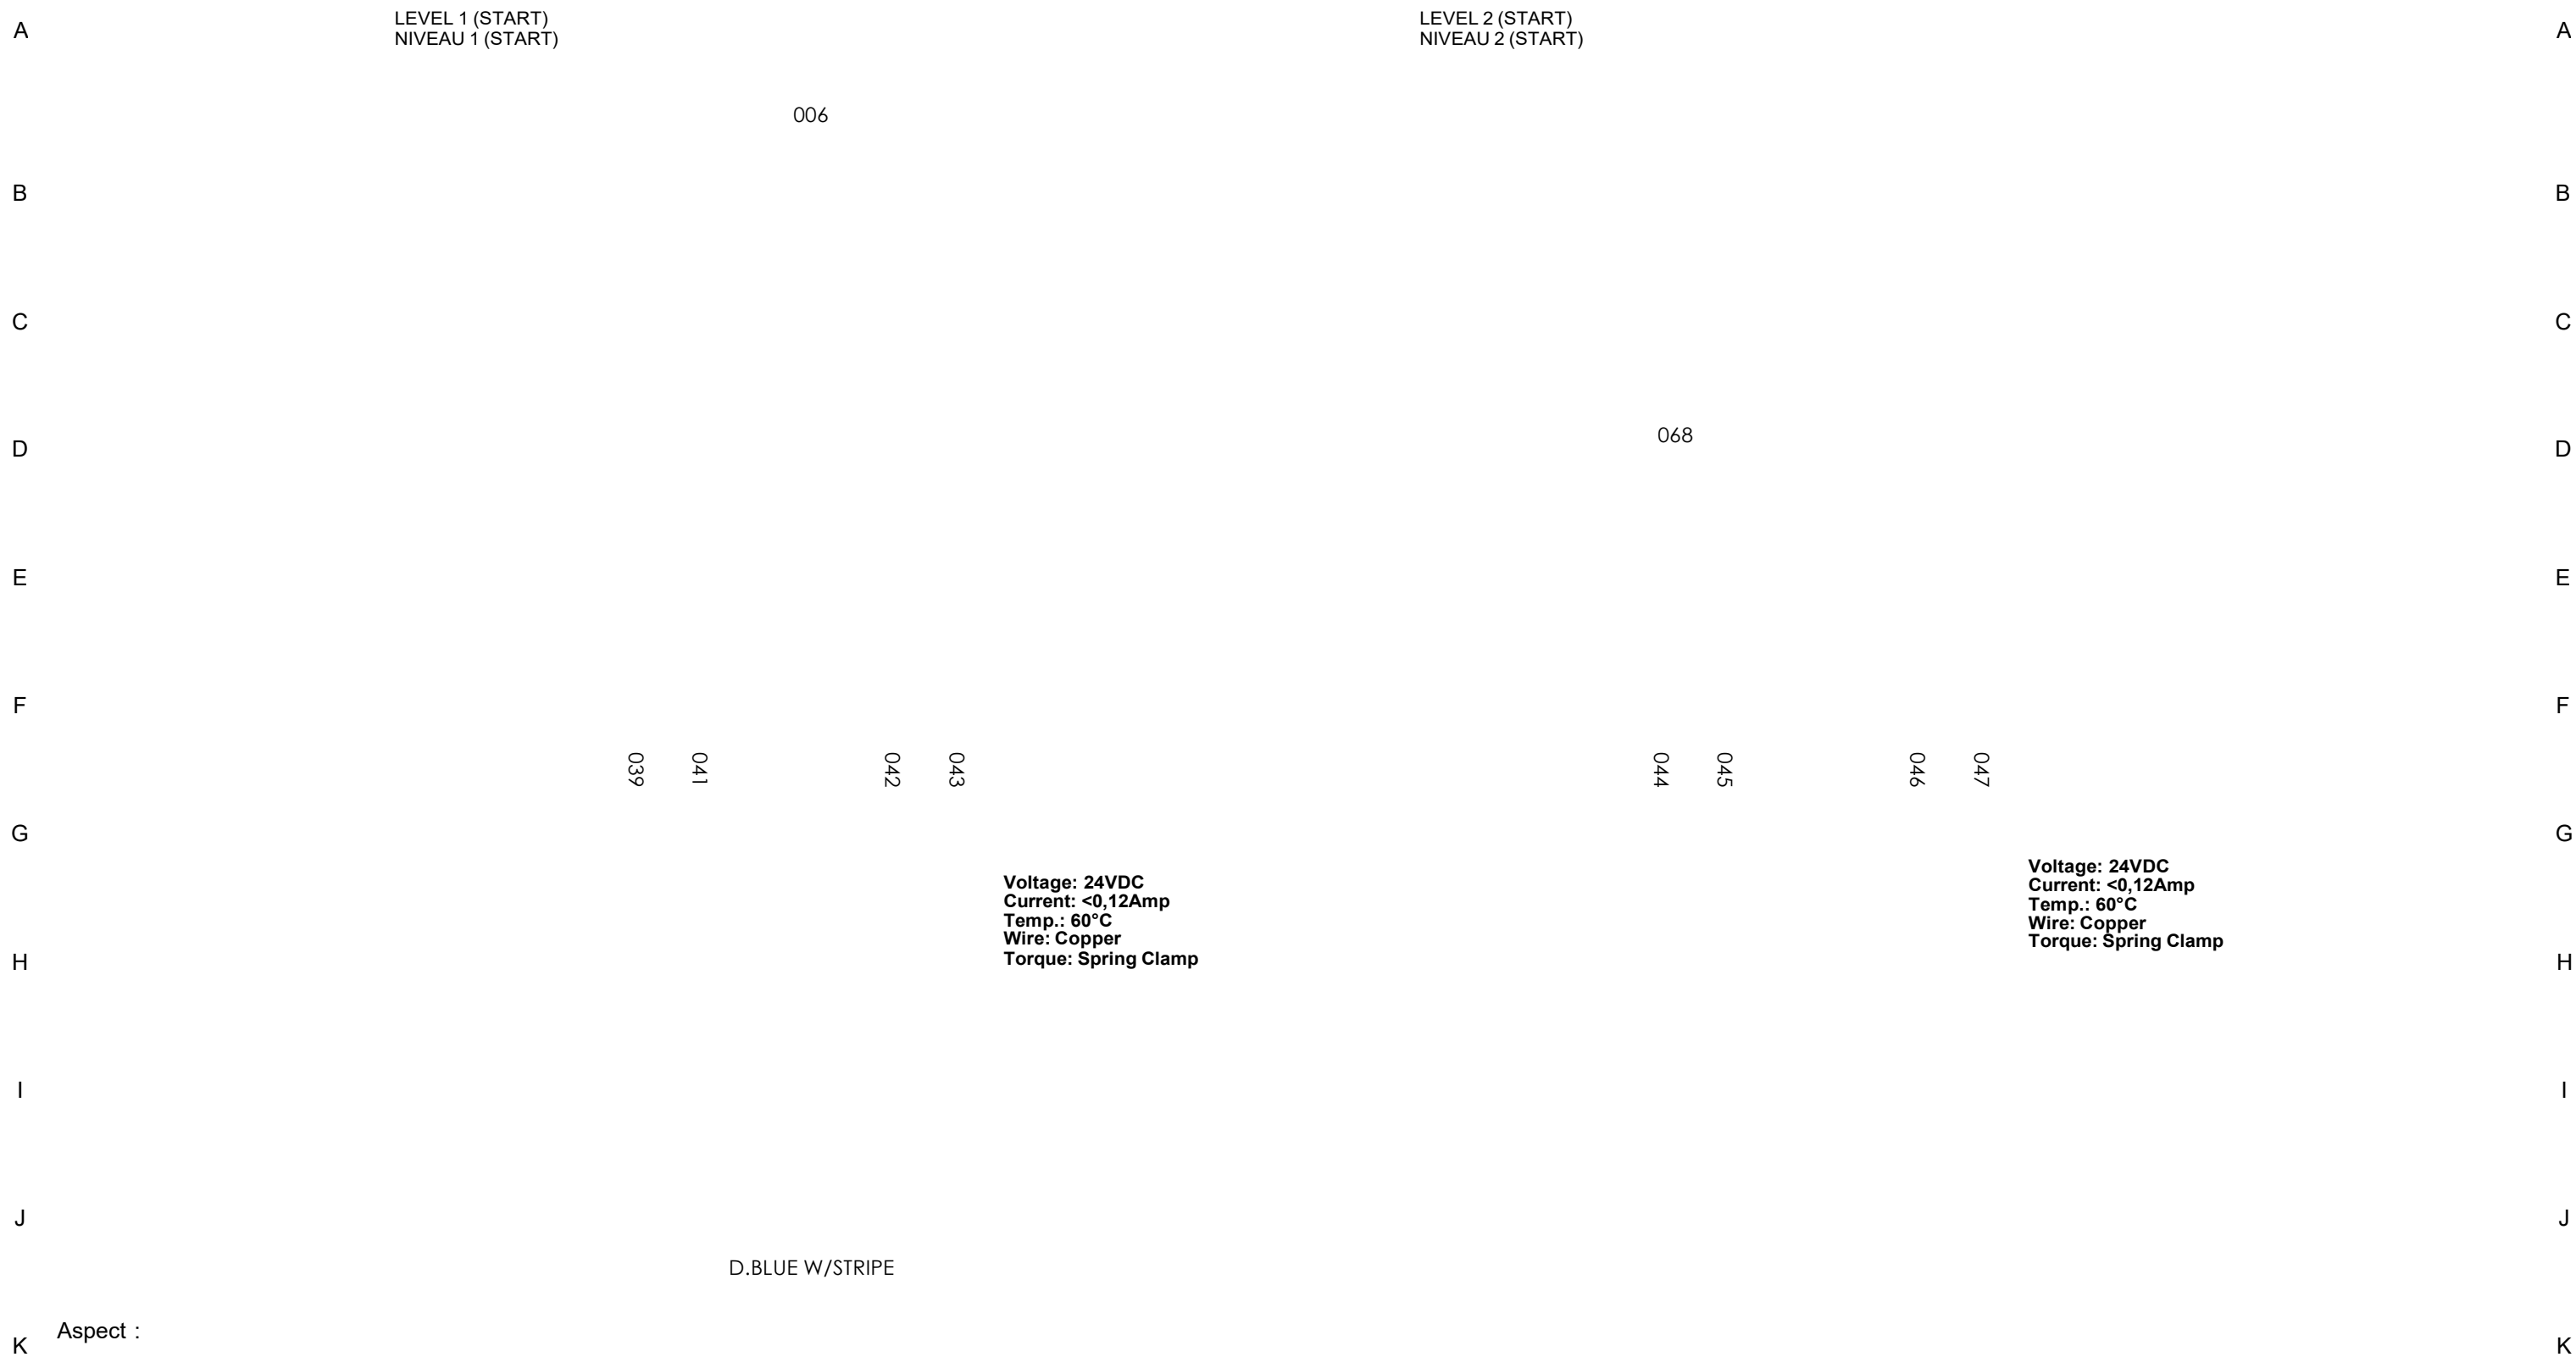 A
LEVEL 1 (START)
NIVEAU 1 (START)
LEVEL 2 (START)
NIVEAU 2 (START)
A
006
B
B
C
C
D
068
D
E
E
F
F
039
041
042
043
044
045
046
047
G
G
Voltage: 24VDC
Current: <0,12Amp
Temp.: 60°C
Wire: Copper
Torque: Spring Clamp
Voltage: 24VDC
Current: <0,12Amp
Temp.: 60°C
Wire: Copper
Torque: Spring Clamp
H
H
I
I
J
J
D.BLUE W/STRIPE
Aspect :
K
K